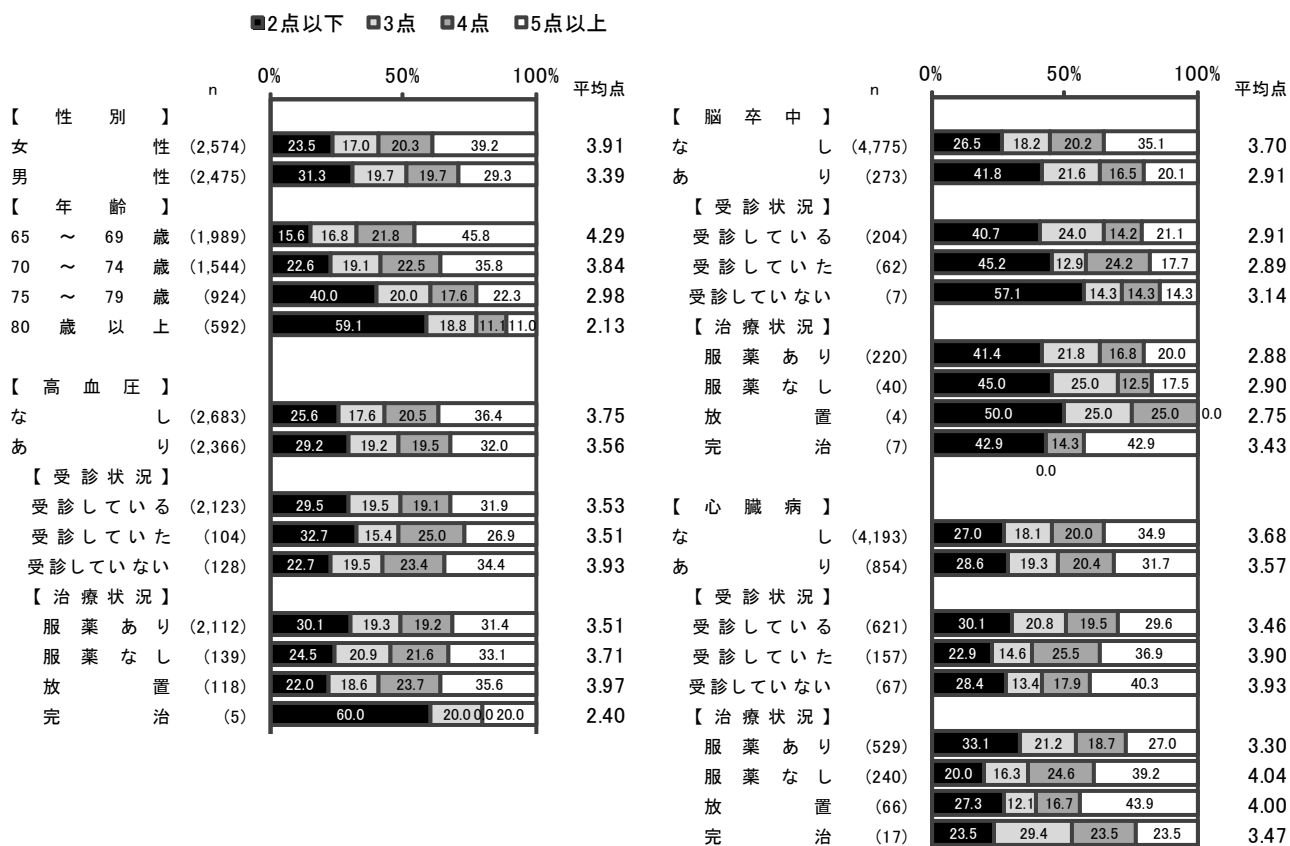 ■2点以下 □3点 ■4点 □5点以上
n 0% 50% 100% 平均点
【 性 別 】
女 性 (2,574) 23.5 17.0 20.3 39.2 3.91
男 性 (2,475) 31.3 19.7 19.7 29.3 3.39
【 年 齢 】
65 ～ 69 歳 (1,989) 15.6 16.8 21.8 45.8 4.29
70 ～ 74 歳 (1,544) 22.6 19.1 22.5 35.8 3.84
75 ～ 79 歳 (924) 40.0 20.0 17.6 22.3 2.98
80 歳 以 上 (592) 59.1 18.8 11.1 11.0 2.13
【 高 血 圧 】
な し (2,683) 25.6 17.6 20.5 36.4 3.75
あ り (2,366) 29.2 19.2 19.5 32.0 3.56
【 受 診 状 況 】
受 診 し て い る (2,123) 29.5 19.5 19.1 31.9 3.53
受 診 し て い た (104) 32.7 15.4 25.0 26.9 3.51
受診していない (128) 22.7 19.5 23.4 34.4 3.93
【 治 療 状 況 】
服 薬 あ り (2,112) 30.1 19.3 19.2 31.4 3.51
服 薬 な し (139) 24.5 20.9 21.6 33.1 3.71
放 置 (118) 22.0 18.6 23.7 35.6 3.97
完 治 (5) 60.0 20.0 0.0 20.0 2.40
n 0% 50% 100% 平均点
【 脳 卒 中 】
な し (4,775) 26.5 18.2 20.2 35.1 3.70
あ り (273) 41.8 21.6 16.5 20.1 2.91
【 受 診 状 況 】
受 診 し て い る (204) 40.7 24.0 14.2 21.1 2.91
受 診 し て い た (62) 45.2 12.9 24.2 17.7 2.89
受診していない (7) 57.1 14.3 14.3 14.3 3.14
【 治 療 状 況 】
服 薬 あ り (220) 41.4 21.8 16.8 20.0 2.88
服 薬 な し (40) 45.0 25.0 12.5 17.5 2.90
放 置 (4) 50.0 25.0 25.0 0.0 2.75
完 治 (7) 42.9 14.3 42.9 3.43
0.0
【 心 臓 病 】
な し (4,193) 27.0 18.1 20.0 34.9 3.68
あ り (854) 28.6 19.3 20.4 31.7 3.57
【 受 診 状 況 】
受 診 し て い る (621) 30.1 20.8 19.5 29.6 3.46
受 診 し て い た (157) 22.9 14.6 25.5 36.9 3.90
受診していない (67) 28.4 13.4 17.9 40.3 3.93
【 治 療 状 況 】
服 薬 あ り (529) 33.1 21.2 18.7 27.0 3.30
服 薬 な し (240) 20.0 16.3 24.6 39.2 4.04
放 置 (66) 27.3 12.1 16.7 43.9 4.00
完 治 (17) 23.5 29.4 23.5 23.5 3.47